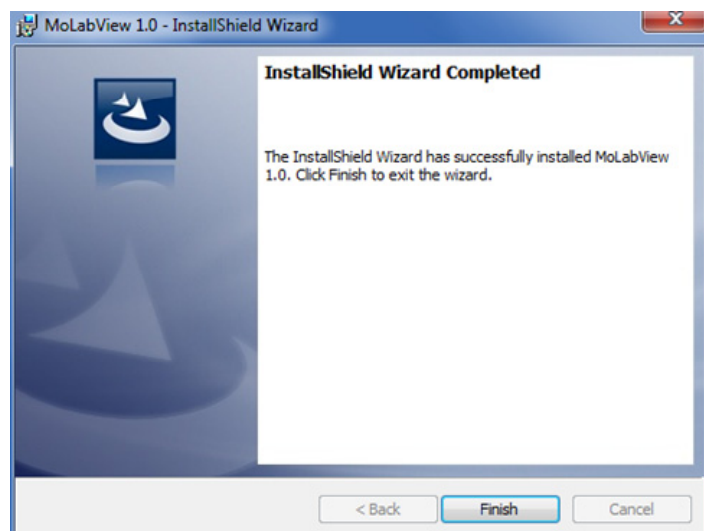 MoLabView 1.0 - InstallShield Wizard
InstallShield Wizard Completed
The InstallShield Wizard has successfully installed MoLabView
1.0. Click Finish to exit the wizard.
< Back Finish Cancel